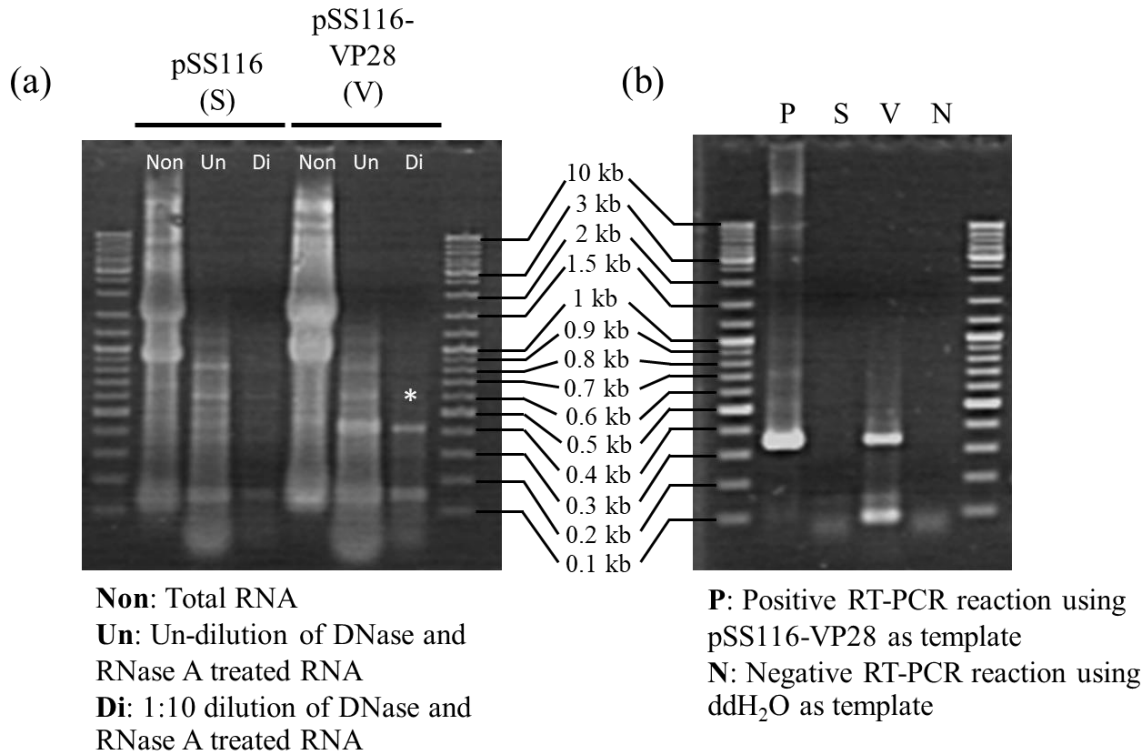 (a)
pSS116
(S)
pSS116-
VP28
(V)
(b)
P S V N
Non Un Di Non Un Di
*
10 kb
3 kb
2 kb
1.5 kb
1 kb
0.9 kb
0.8 kb
0.7 kb
0.6 kb
0.5 kb
0.4 kb
0.3 kb
0.2 kb
0.1 kb
Non: Total RNA
Un: Un-dilution of DNase and
RNase A treated RNA
Di: 1:10 dilution of DNase and
RNase A treated RNA
P: Positive RT-PCR reaction using
pSS116-VP28 as template
N: Negative RT-PCR reaction using
ddH₂O as template